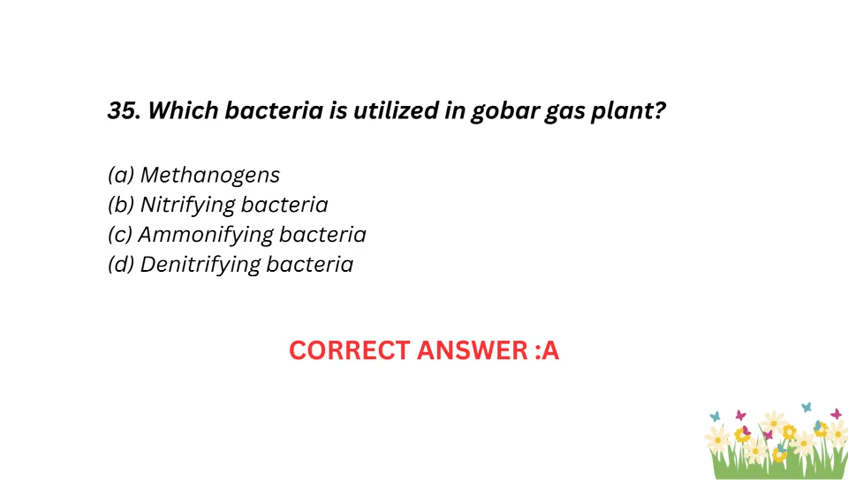 35. Which bacteria is utilized in gobar gas plant?
(a) Methanogens
(b) Nitrifying bacteria
(c) Ammonifying bacteria
(d) Denitrifying bacteria
CORRECT ANSWER :A